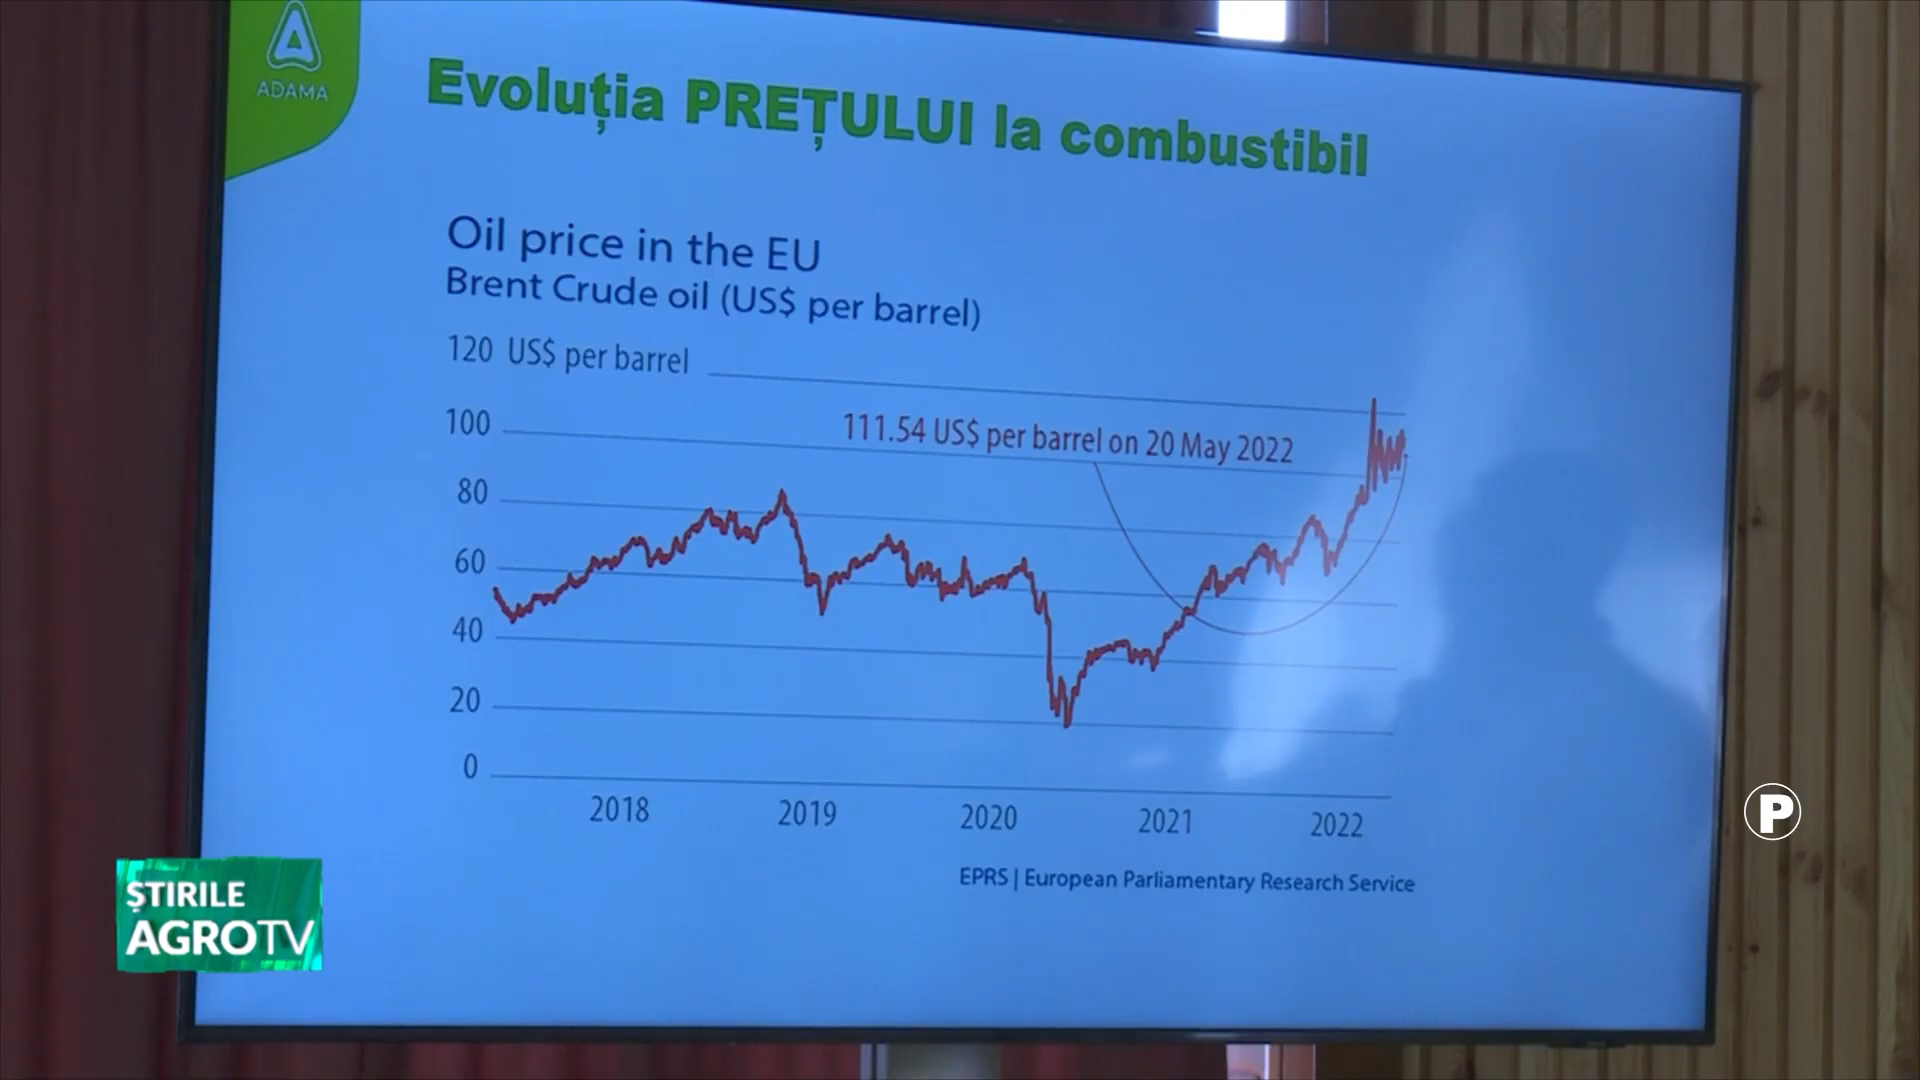 ADAMA
Evoluția PREȚULUI la combustibil
Oil price in the EU
Brent Crude oil (US$ per barrel)
120 US$ per barrel
100
111.54 US$ per barrel on 20 May 2022
80
60
40
20
0
2018 2019 2020 2021 2022
EPRS | European Parliamentary Research Service
P
ȘTIRILE
AGROTV